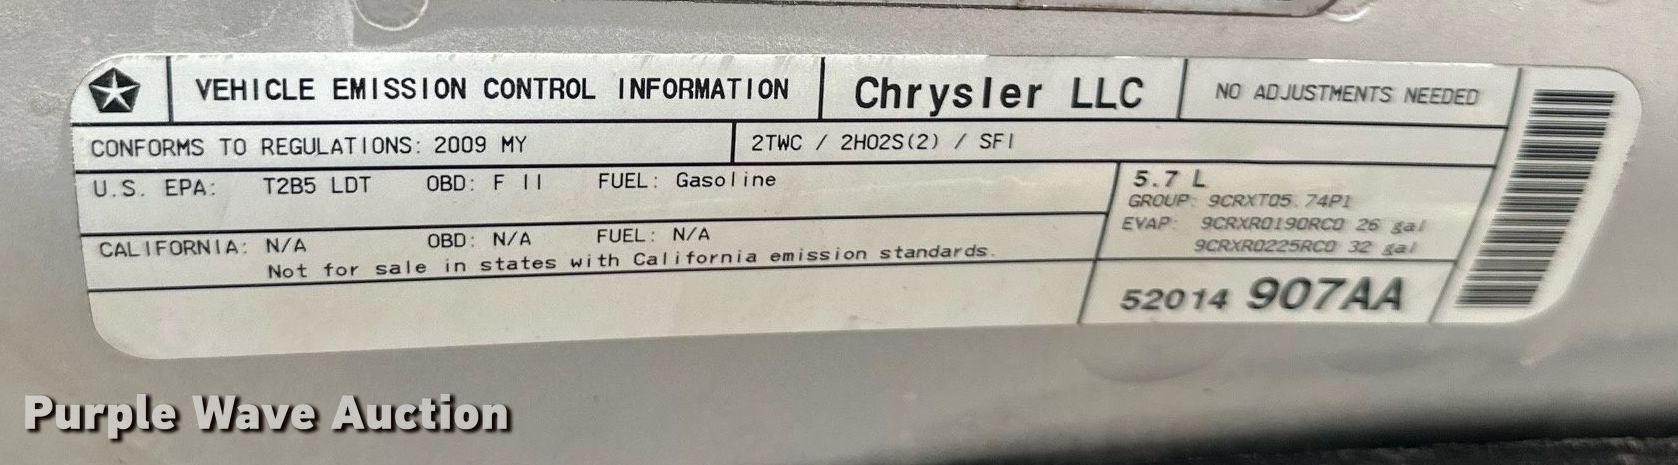 VEHICLE EMISSION CONTROL INFORMATION
Chrysler LLC
NO ADJUSTMENTS NEEDED
CONFORMS TO REGULATIONS: 2009 MY
2TWC / 2HO2S(2) / SFI
U.S. EPA: T2B5 LDT OBD: F II FUEL: Gasoline
CALIFORNIA: N/A OBD: N/A FUEL: N/A
Not for sale in states with California emission standards.
5.7 L
GROUP: 9CRXT05.74P1
EVAP: 9CRXR0190RC0 26 gal
9CRXR0225RC0 32 gal
52014 907AA
Purple Wave Auction